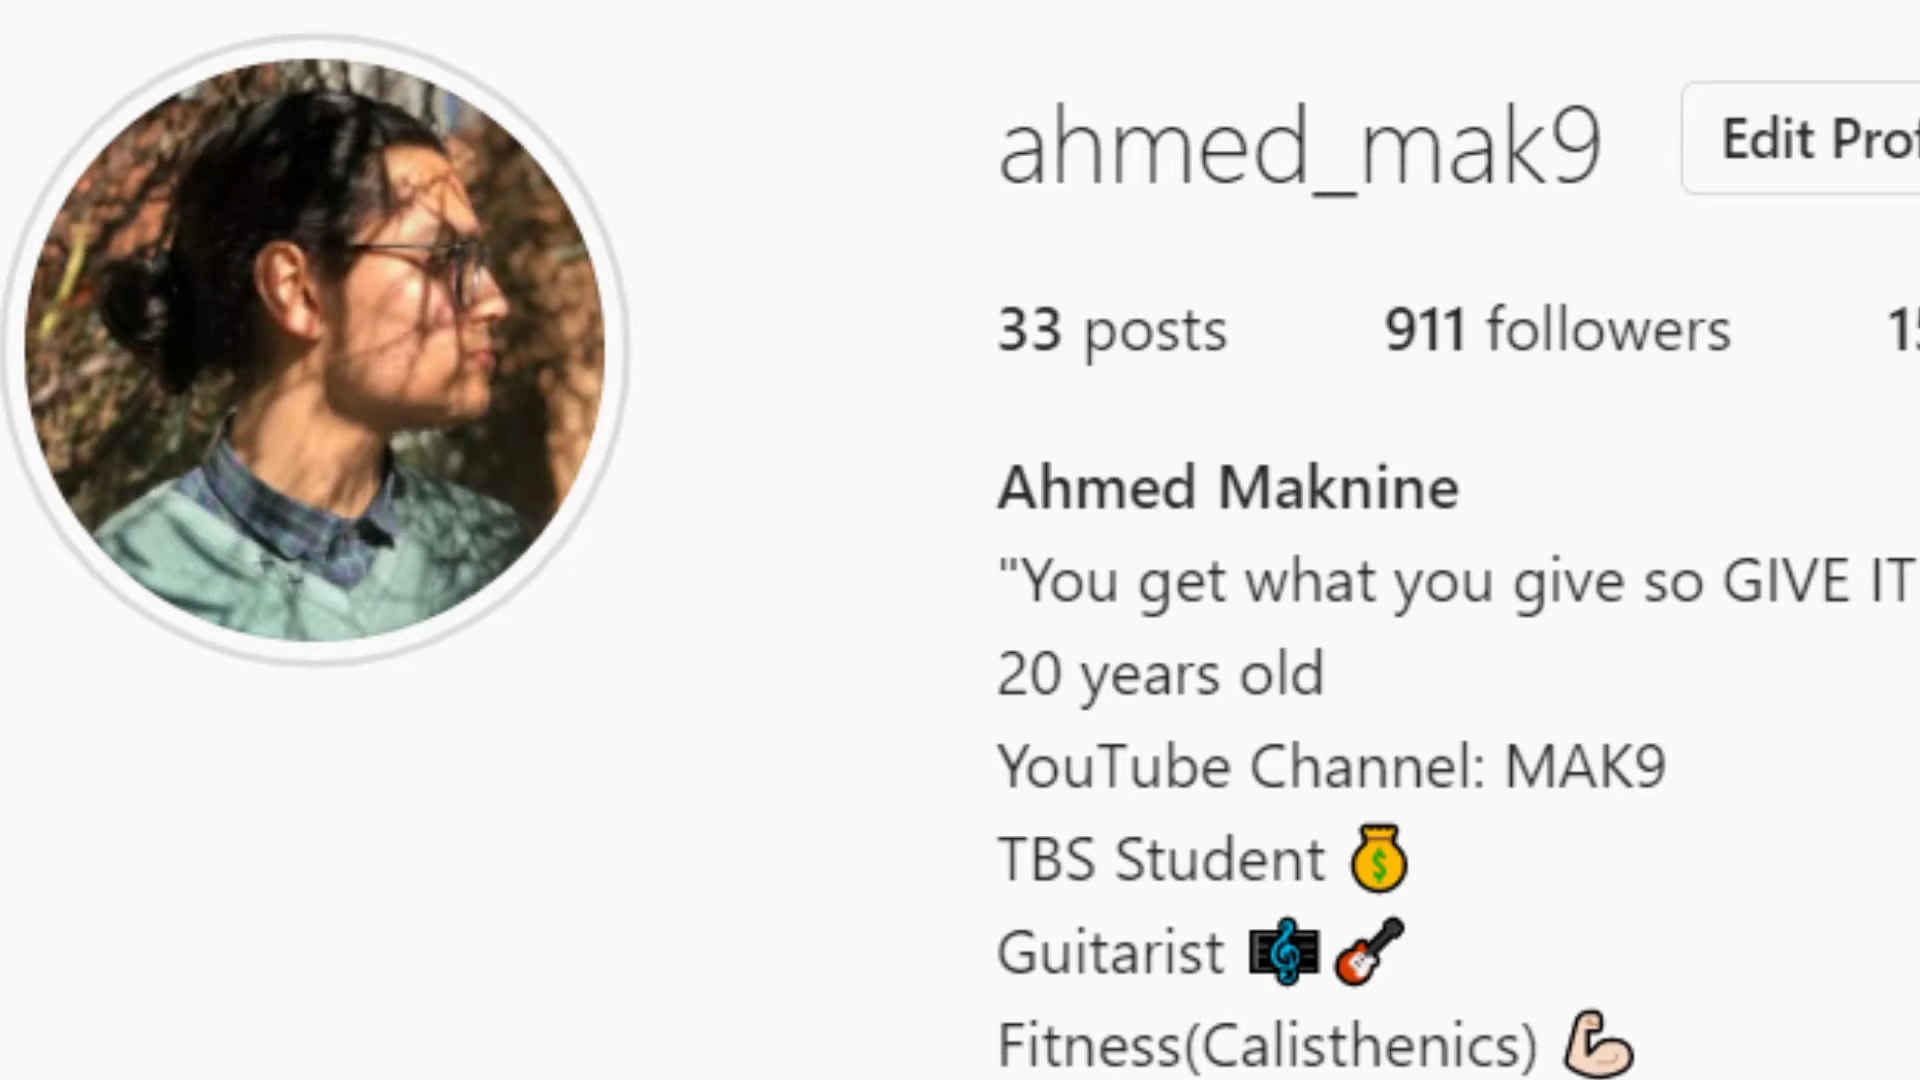 ahmed_mak9
Edit
33 posts 911 followers
Ahmed Maknine
"You get what you give so GIVE IT
20 years old
YouTube Channel: MAK9
TBS Student
Guitarist
Fitness(Calisthenics)